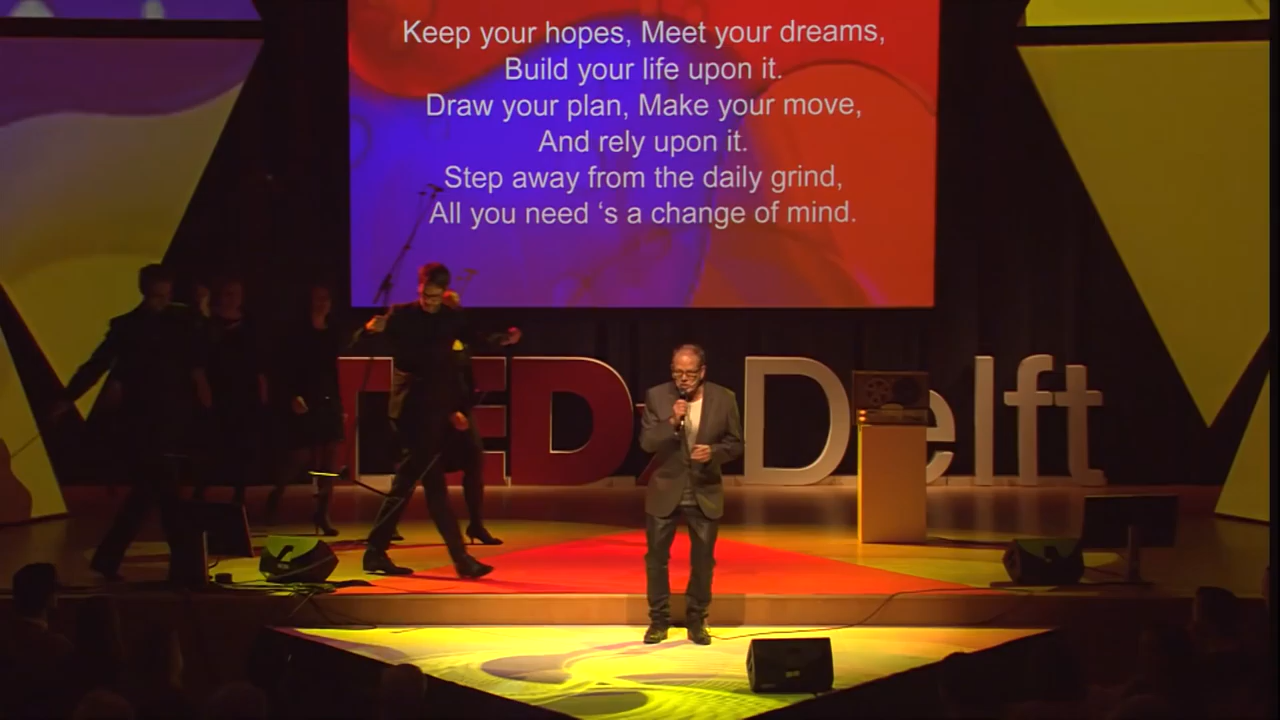 Keep your hopes, Meet your dreams,
Build your life upon it.
Draw your plan, Make your move,
And rely upon it.
Step away from the daily grind,
All you need ‘s a change of mind.
TEDxDelft